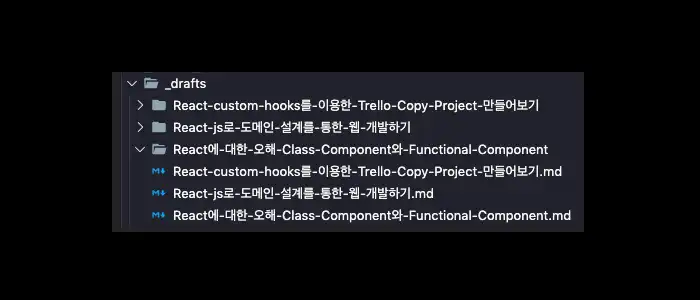 _drafts
React-custom-hooks를-이용한-Trello-Copy-Project-만들어보기
React-js로-도메인-설계를-통한-웹-개발하기
React에-대한-오해-Class-Component와-Functional-Component
React-custom-hooks를-이용한-Trello-Copy-Project-만들어보기.md
React-js로-도메인-설계를-통한-웹-개발하기.md
React에-대한-오해-Class-Component와-Functional-Component.md